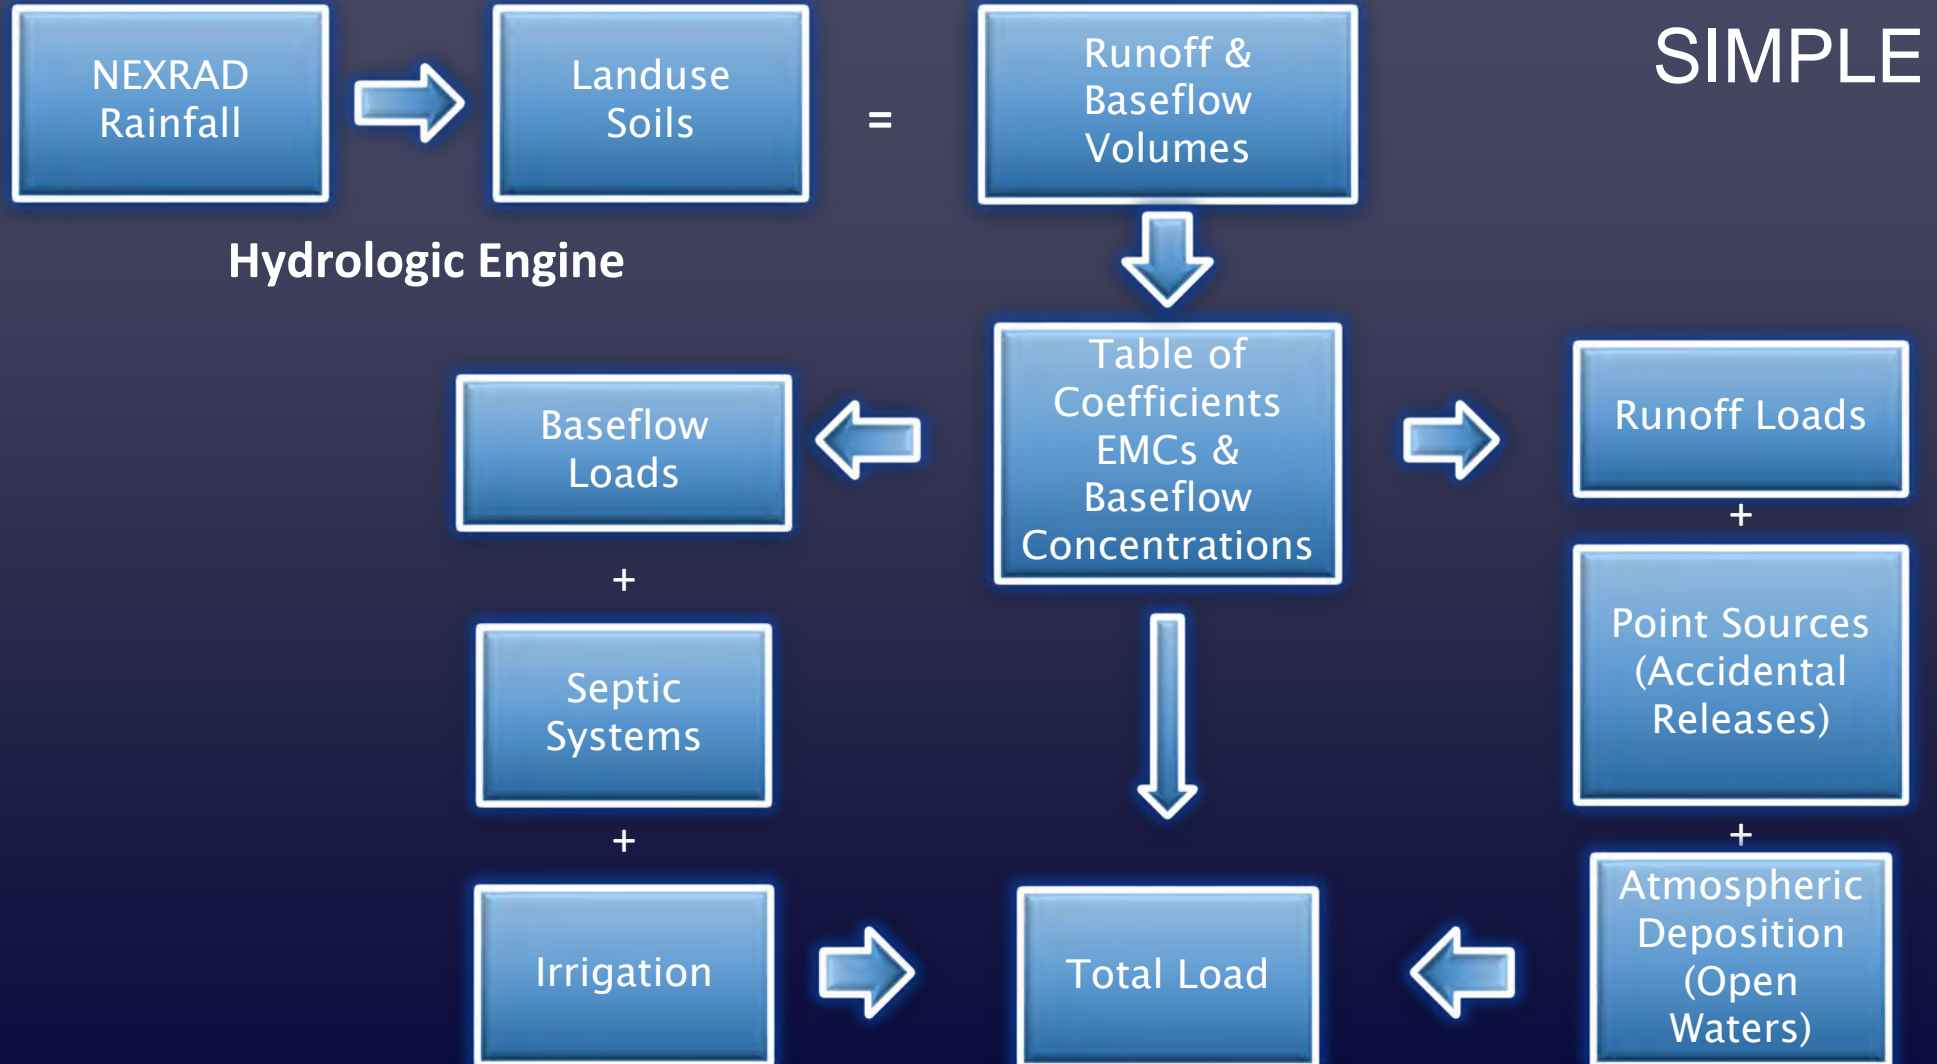 SIMPLE
NEXRAD
Rainfall
Landuse
Soils
=
Runoff &
Baseflow
Volumes
Hydrologic Engine
Table of
Coefficients
EMCs &
Baseflow
Concentrations
Baseflow
Loads
+
Septic
Systems
+
Irrigation
Runoff Loads
+
Point Sources
(Accidental
Releases)
+
Atmospheric
Deposition
(Open
Waters)
Total Load